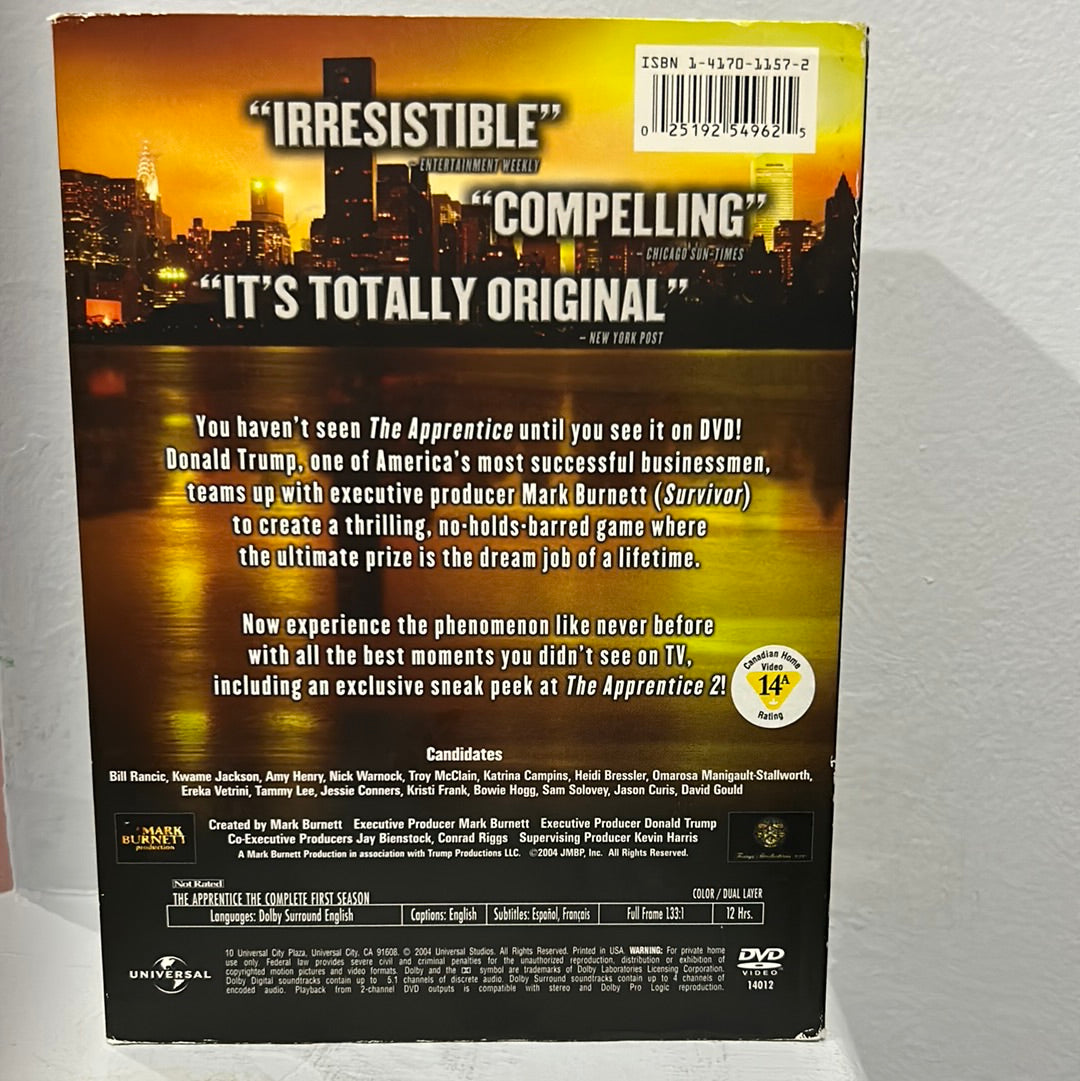 ISBN 1-4170-1157-2
0 25192 54962 5
“IRRESISTIBLE”
– ENTERTAINMENT WEEKLY
“COMPELLING”
– CHICAGO SUN-TIMES
“IT’S TOTALLY ORIGINAL”
– NEW YORK POST
You haven’t seen The Apprentice until you see it on DVD!
Donald Trump, one of America’s most successful businessmen,
teams up with executive producer Mark Burnett (Survivor)
to create a thrilling, no-holds-barred game where
the ultimate prize is the dream job of a lifetime.
Now experience the phenomenon like never before
with all the best moments you didn’t see on TV,
including an exclusive sneak peek at The Apprentice 2!
Canadian Home
Video
14A
Rating
Candidates
Bill Rancic, Kwame Jackson, Amy Henry, Nick Warnock, Troy McClain, Katrina Campins, Heidi Bressler, Omarosa Manigault-Stallworth,
Ereka Vetrini, Tammy Lee, Jessie Conners, Kristi Frank, Bowie Hogg, Sam Solovey, Jason Curis, David Gould
MARK
BURNETT
production
Created by Mark Burnett Executive Producer Mark Burnett Executive Producer Donald Trump
Co-Executive Producers Jay Bienstock, Conrad Riggs Supervising Producer Kevin Harris
A Mark Burnett Production in association with Trump Productions LLC. ©2004 JMBP, Inc. All Rights Reserved.
Not Rated
THE APPRENTICE THE COMPLETE FIRST SEASON
COLOR / DUAL LAYER
Languages: Dolby Surround English
Captions: English
Subtitles: Español, Français
Full Frame 1.33:1
12 Hrs.
UNIVERSAL
10 Universal City Plaza, Universal City, CA 91608. © 2004 Universal Studios. All Rights Reserved. Printed in USA. WARNING: For private home
use only. Federal law provides severe civil and criminal penalties for the unauthorized reproduction, distribution or exhibition of
copyrighted motion pictures and video formats. Dolby and the symbol are trademarks of Dolby Laboratories Licensing Corporation.
Dolby Digital soundtracks contain up to 5.1 channels of discrete audio. Dolby Surround soundtracks contain up to 4 channels of
encoded audio. Playback from 2-channel DVD outputs is compatible with stereo and Dolby Pro Logic reproduction.
DVD
VIDEO
14012